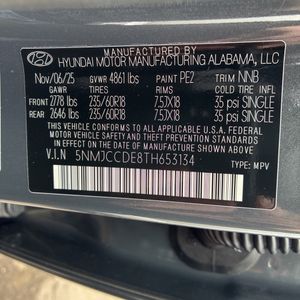 MANUFACTURED BY
HYUNDAI MOTOR MANUFACTURING ALABAMA, LLC
Nov/06/25 GVWR 4861 lbs PAINT PE2 TRIM NNB
TIRES RIMS COLD TIRE INF
FRONT 2778 lbs 235/60R18 7.5JX18 35 psi SINGLE
REAR 2646 lbs 235/60R18 7.5JX18 35 psi SINGLE
THIS VEHICLE CONFORMS TO ALL APPLICABLE U.S. FEDERAL
MOTOR VEHICLE SAFETY, BUMPER, AND THEFT PREVENTION STANDARDS
IN EFFECT ON THE DATE OF MANUFACTURE SHOWN ABOVE.
V.I.N 5NMJCCDE8TH653134 TYPE: MPV